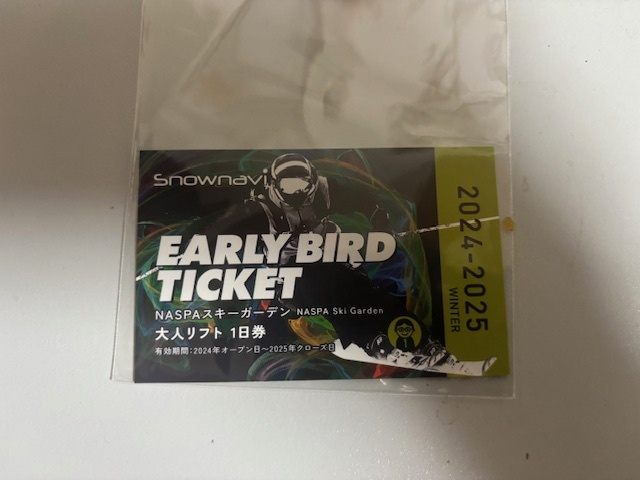 Snownavi
EARLY BIRD
TICKET
NASPAスキーガーデン NASPA Ski Garden
大人リフト 1日券
有効期間:2024年オープン日〜2025年クローズ日
2024-2025
WINTER